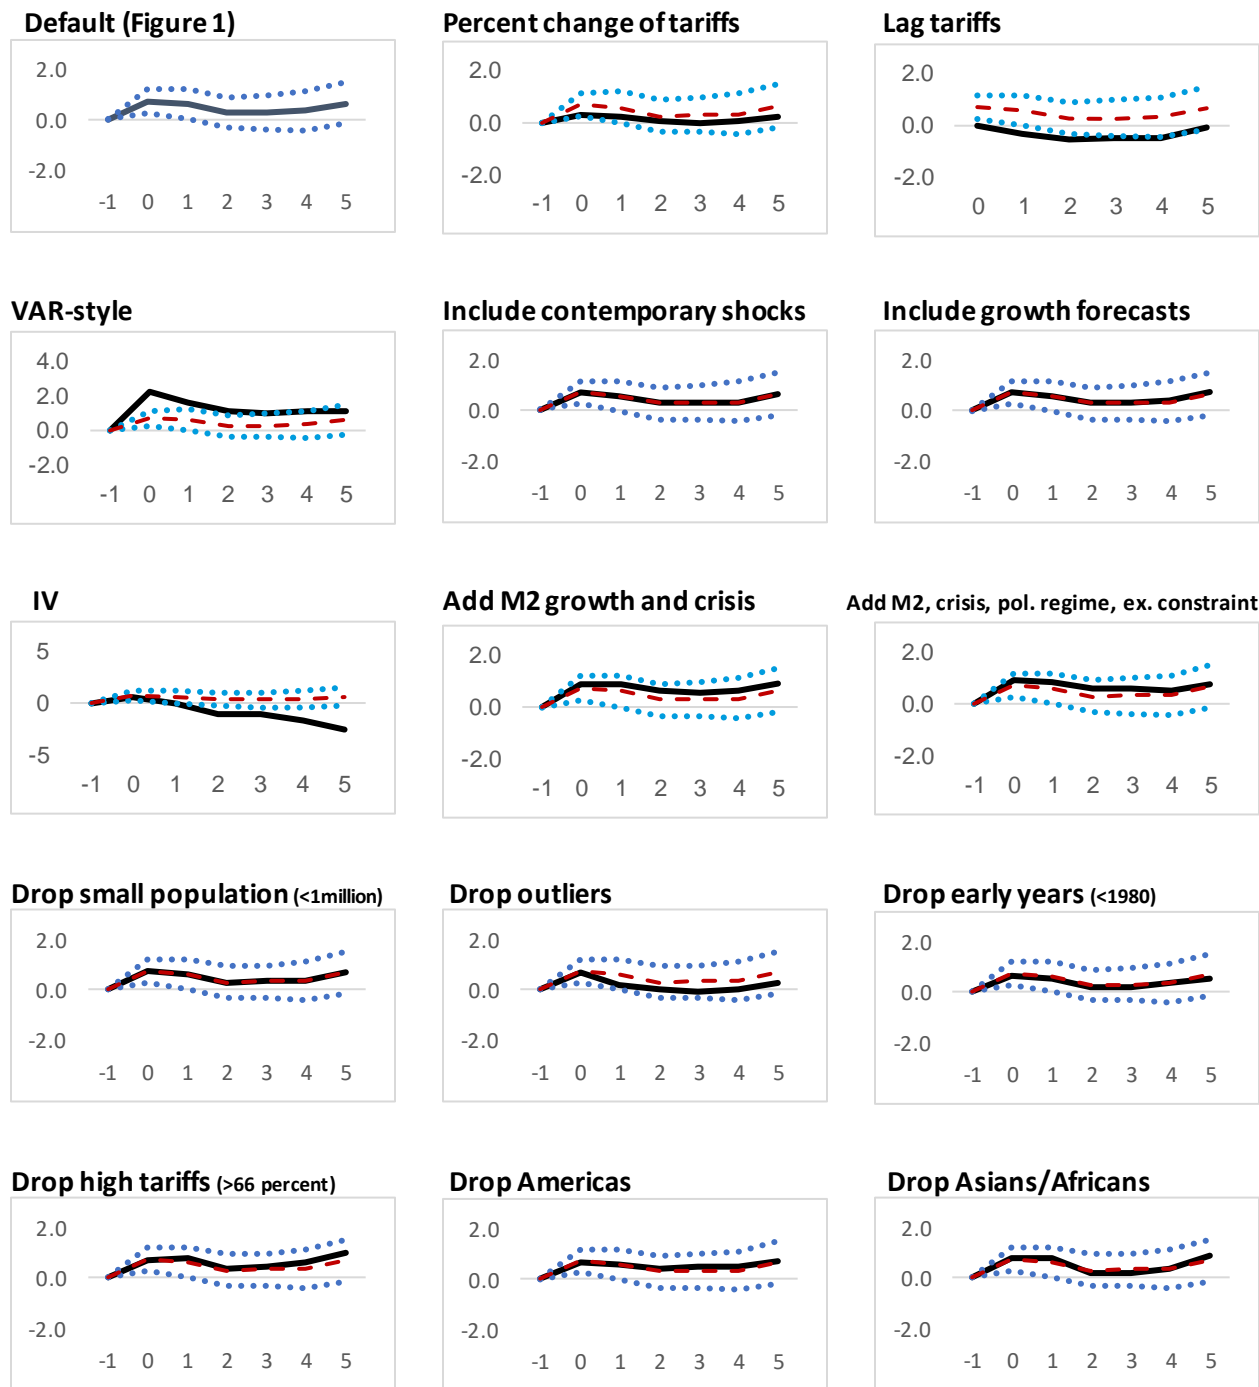 Default (Figure 1)
2.0
0.0
-2.0
-1 0 1 2 3 4 5
Percent change of tariffs
2.0
0.0
-2.0
-1 0 1 2 3 4 5
Lag tariffs
2.0
0.0
-2.0
0 1 2 3 4 5
VAR-style
4.0
2.0
0.0
-2.0
-1 0 1 2 3 4 5
Include contemporary shocks
2.0
0.0
-2.0
-1 0 1 2 3 4 5
Include growth forecasts
2.0
0.0
-2.0
-1 0 1 2 3 4 5
IV
5
0
-5
-1 0 1 2 3 4 5
Add M2 growth and crisis
2.0
0.0
-2.0
-1 0 1 2 3 4 5
Add M2, crisis, pol. regime, ex. constraint
2.0
0.0
-2.0
-1 0 1 2 3 4 5
Drop small population (<1million)
2.0
0.0
-2.0
-1 0 1 2 3 4 5
Drop outliers
2.0
0.0
-2.0
-1 0 1 2 3 4 5
Drop early years (<1980)
2.0
0.0
-2.0
-1 0 1 2 3 4 5
Drop high tariffs (>66 percent)
2.0
0.0
-2.0
-1 0 1 2 3 4 5
Drop Americas
2.0
0.0
-2.0
-1 0 1 2 3 4 5
Drop Asians/Africans
2.0
0.0
-2.0
-1 0 1 2 3 4 5